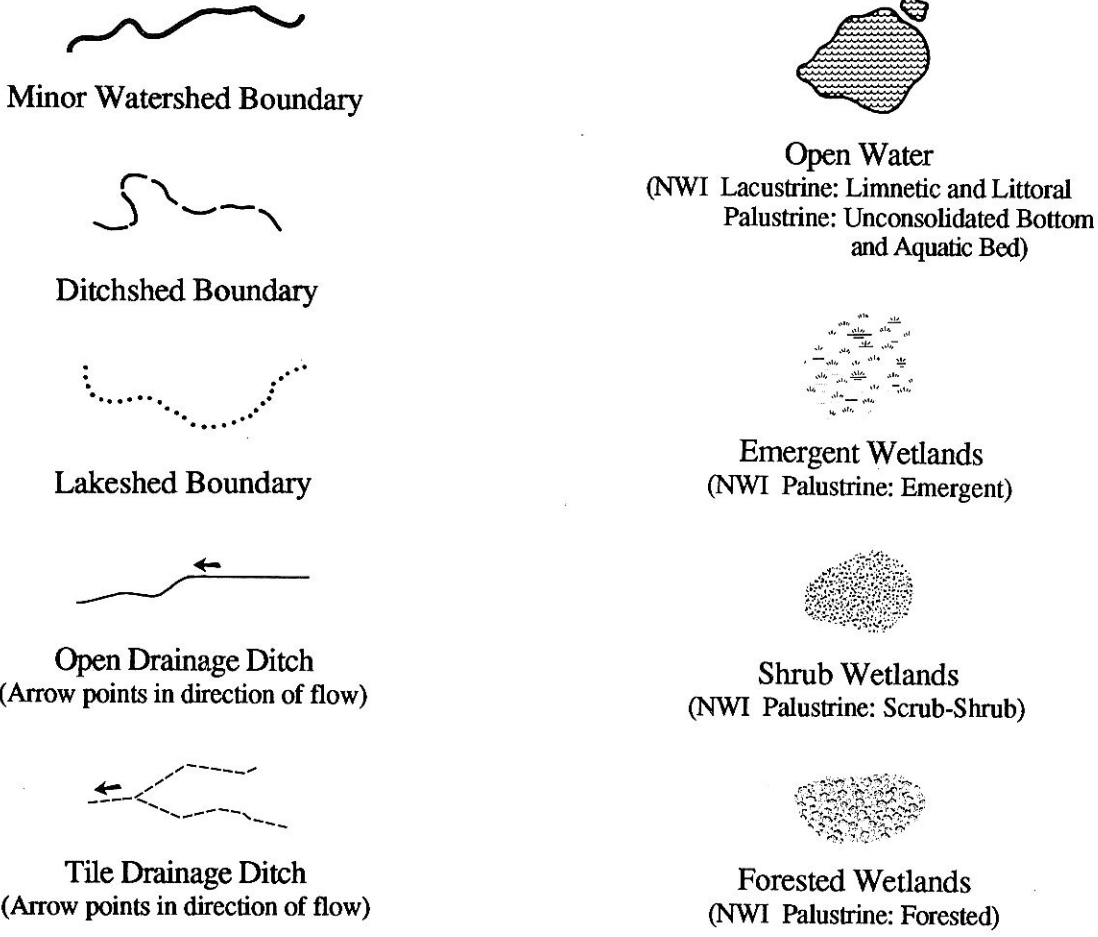 Minor Watershed Boundary
Ditchshed Boundary
Lakeshed Boundary
Open Drainage Ditch
(Arrow points in direction of flow)
Tile Drainage Ditch
(Arrow points in direction of flow)
Open Water
(NWI Lacustrine: Limnetic and Littoral
Palustrine: Unconsolidated Bottom
and Aquatic Bed)
Emergent Wetlands
(NWI Palustrine: Emergent)
Shrub Wetlands
(NWI Palustrine: Scrub-Shrub)
Forested Wetlands
(NWI Palustrine: Forested)